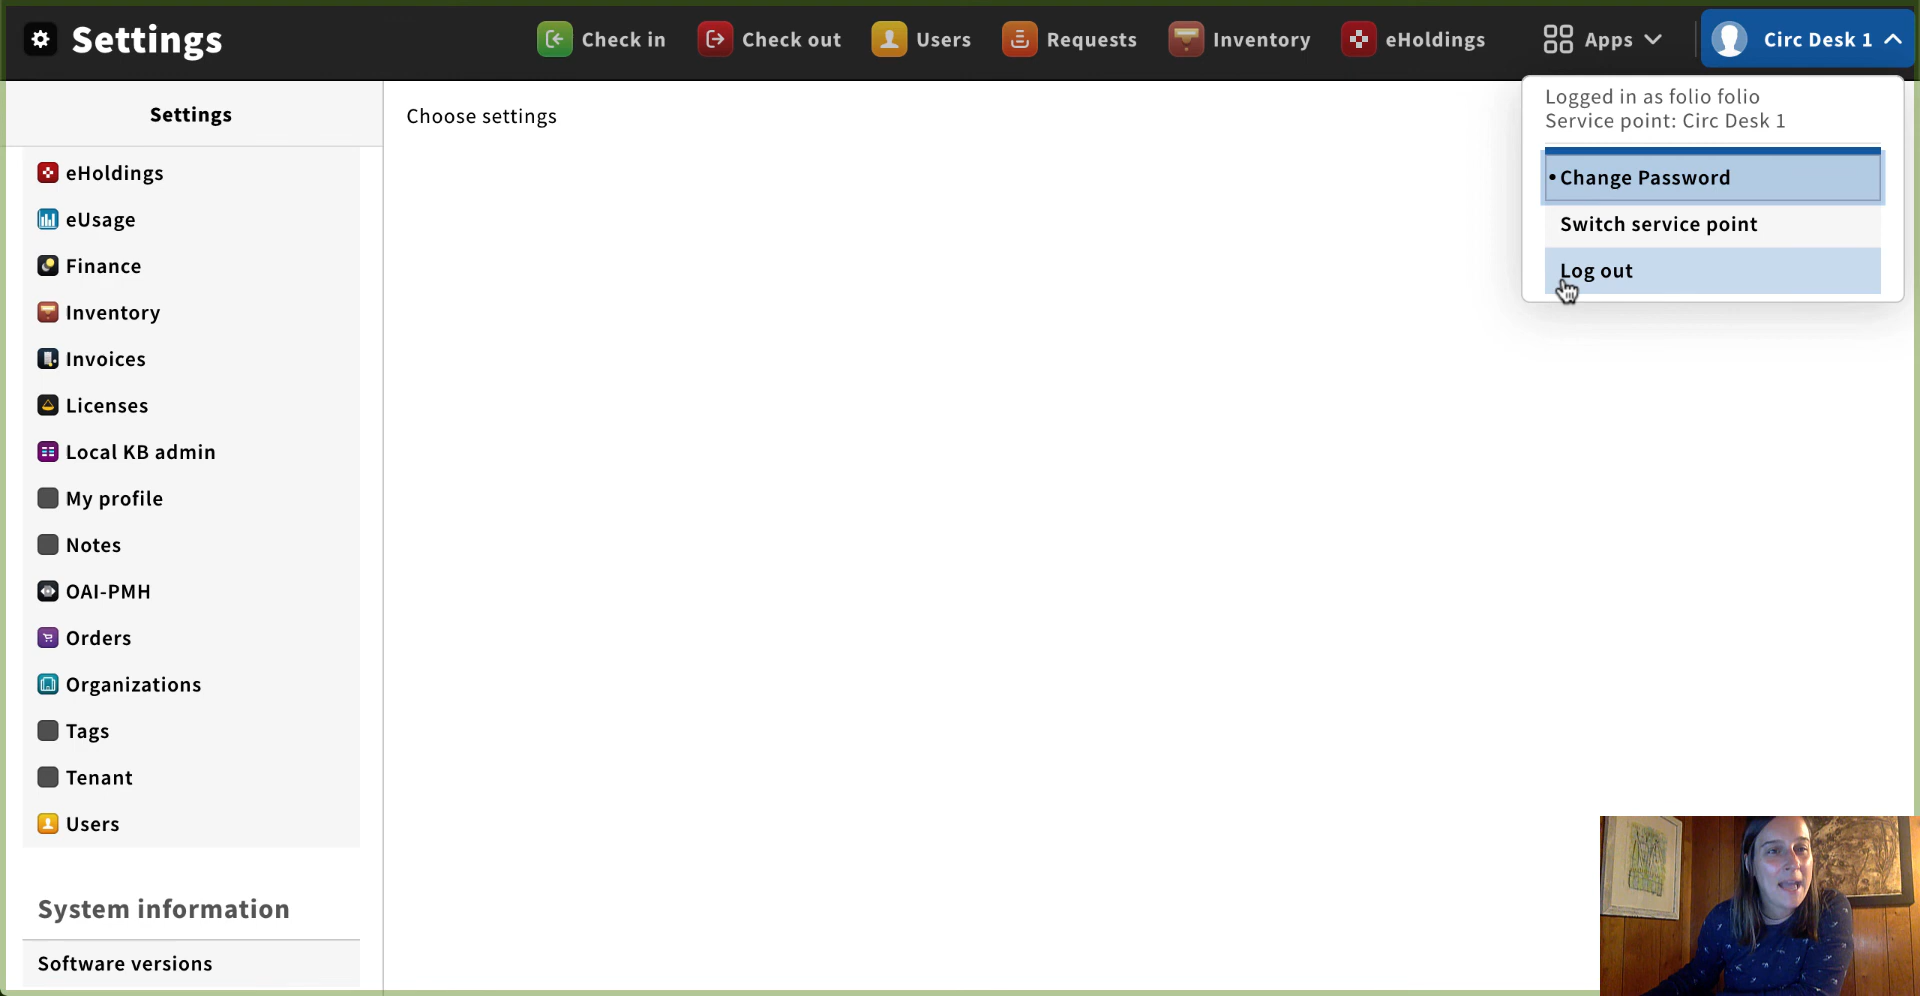 Settings
Check in
Check out
Users
Requests
Inventory
eHoldings
Apps
Circ Desk 1
Settings
eHoldings
eUsage
Finance
Inventory
Invoices
Licenses
Local KB admin
My profile
Notes
OAI-PMH
Orders
Organizations
Tags
Tenant
Users
System information
Software versions
Choose settings
Logged in as folio folio
Service point: Circ Desk 1
• Change Password
Switch service point
Log out